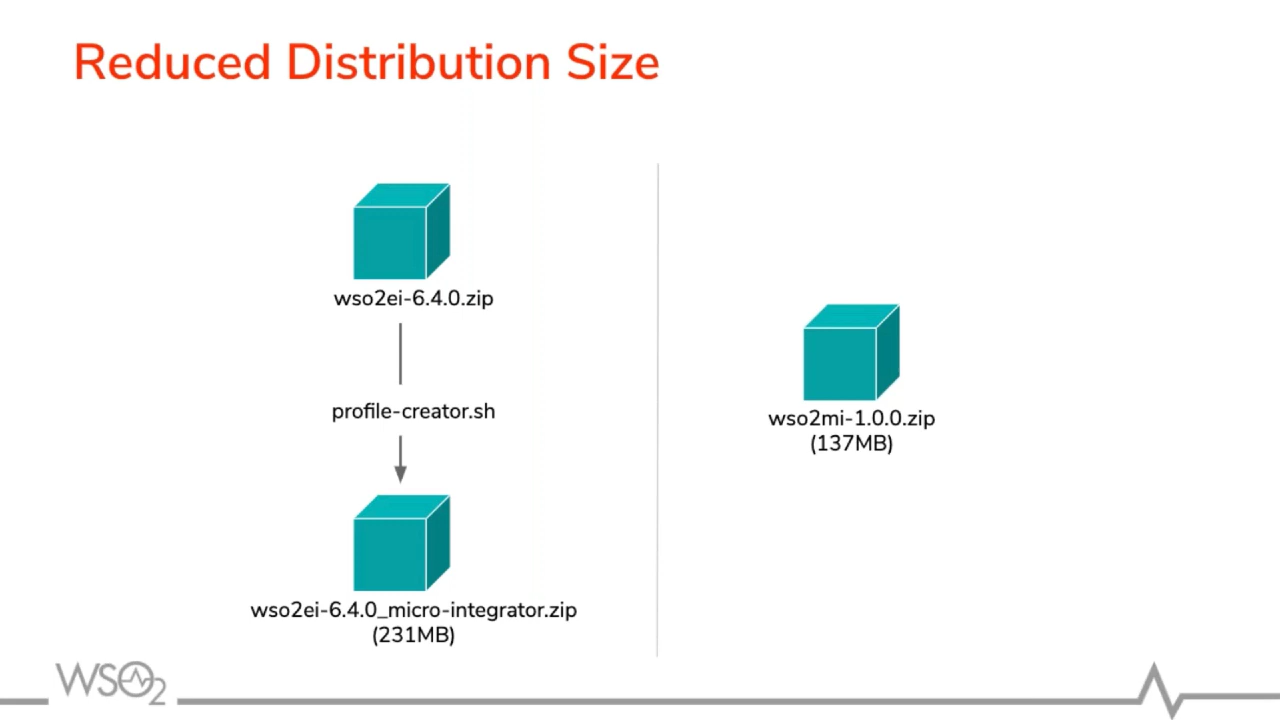 Reduced Distribution Size
wso2ei-6.4.0.zip
profile-creator.sh
wso2ei-6.4.0_micro-integrator.zip
(231MB)
wso2mi-1.0.0.zip
(137MB)
WSO2